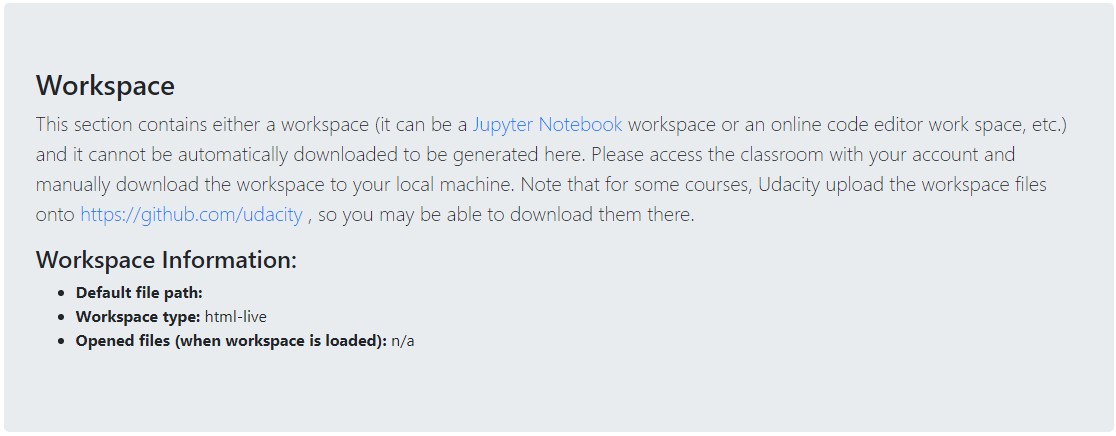 Workspace
This section contains either a workspace (it can be a Jupyter Notebook workspace or an online code editor work space, etc.)
and it cannot be automatically downloaded to be generated here. Please access the classroom with your account and
manually download the workspace to your local machine. Note that for some courses, Udacity upload the workspace files
onto https://github.com/udacity , so you may be able to download them there.
Workspace Information:
• Default file path:
• Workspace type: html-live
• Opened files (when workspace is loaded): n/a